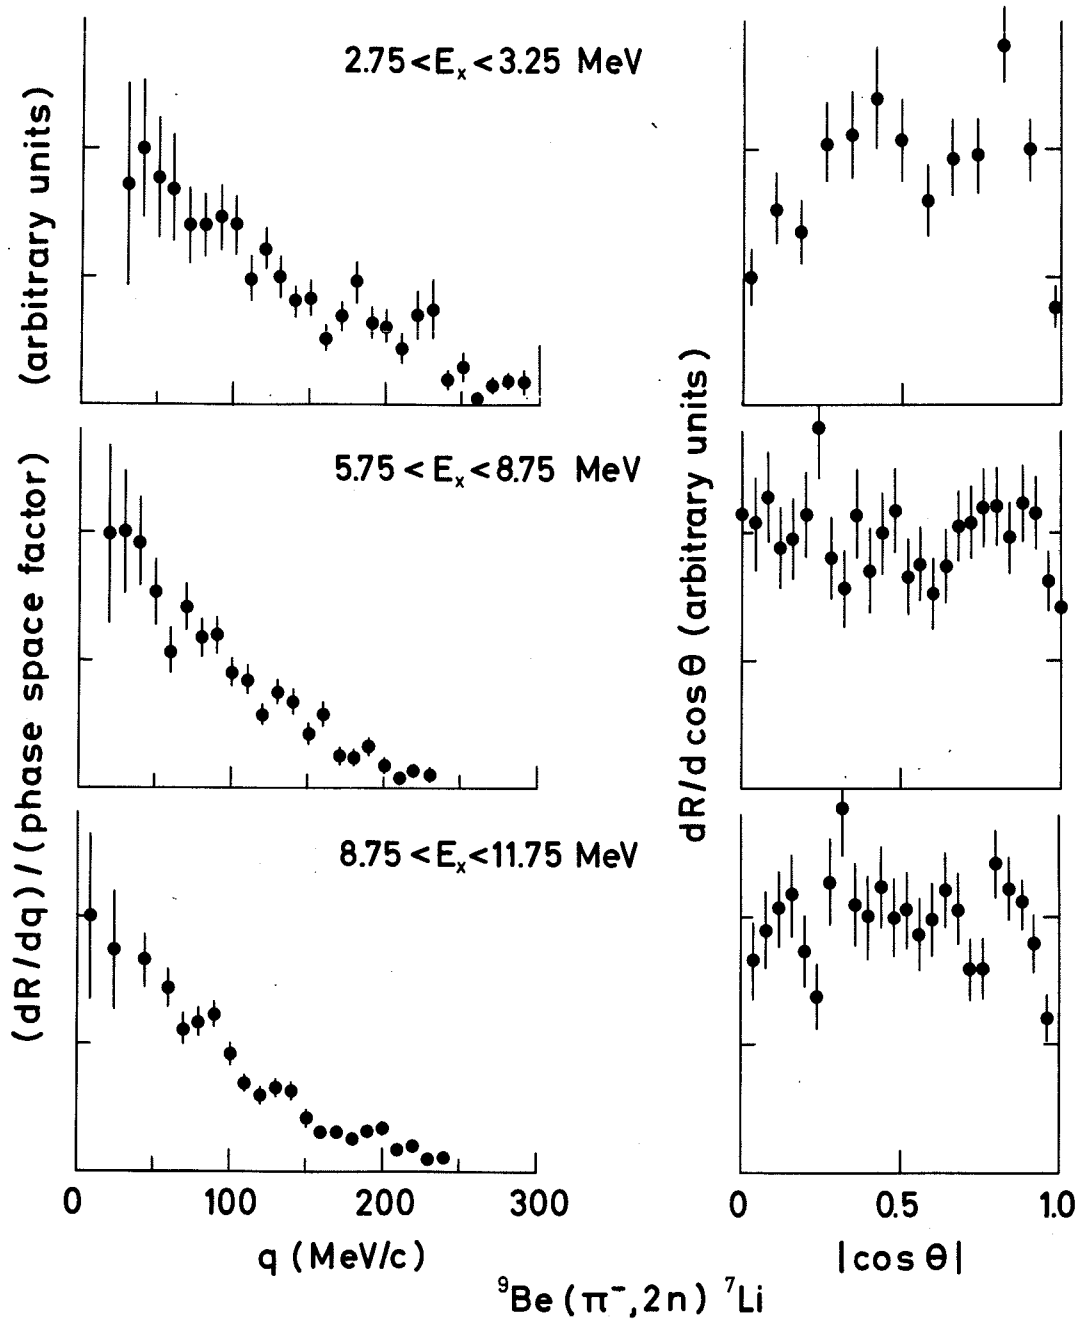 2.75 < Eₓ < 3.25 MeV
5.75 < Eₓ < 8.75 MeV
8.75 < Eₓ < 11.75 MeV
(dR/dq) / (phase space factor) (arbitrary units)
dR/d cos θ (arbitrary units)
0 100 200 300
0 0.5 1.0
q (MeV/c)
|cos θ|
⁹Be (π⁻, 2n) ⁷Li